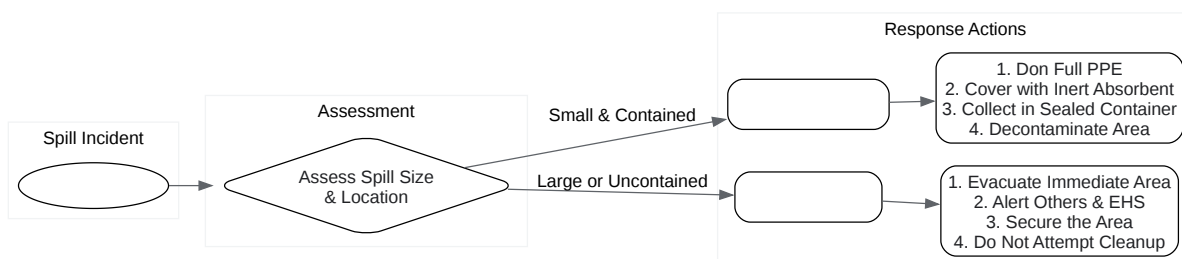 Spill Incident
Assessment
Assess Spill Size
& Location
Small & Contained
Large or Uncontained
Response Actions
1. Don Full PPE
2. Cover with Inert Absorbent
3. Collect in Sealed Container
4. Decontaminate Area
1. Evacuate Immediate Area
2. Alert Others & EHS
3. Secure the Area
4. Do Not Attempt Cleanup